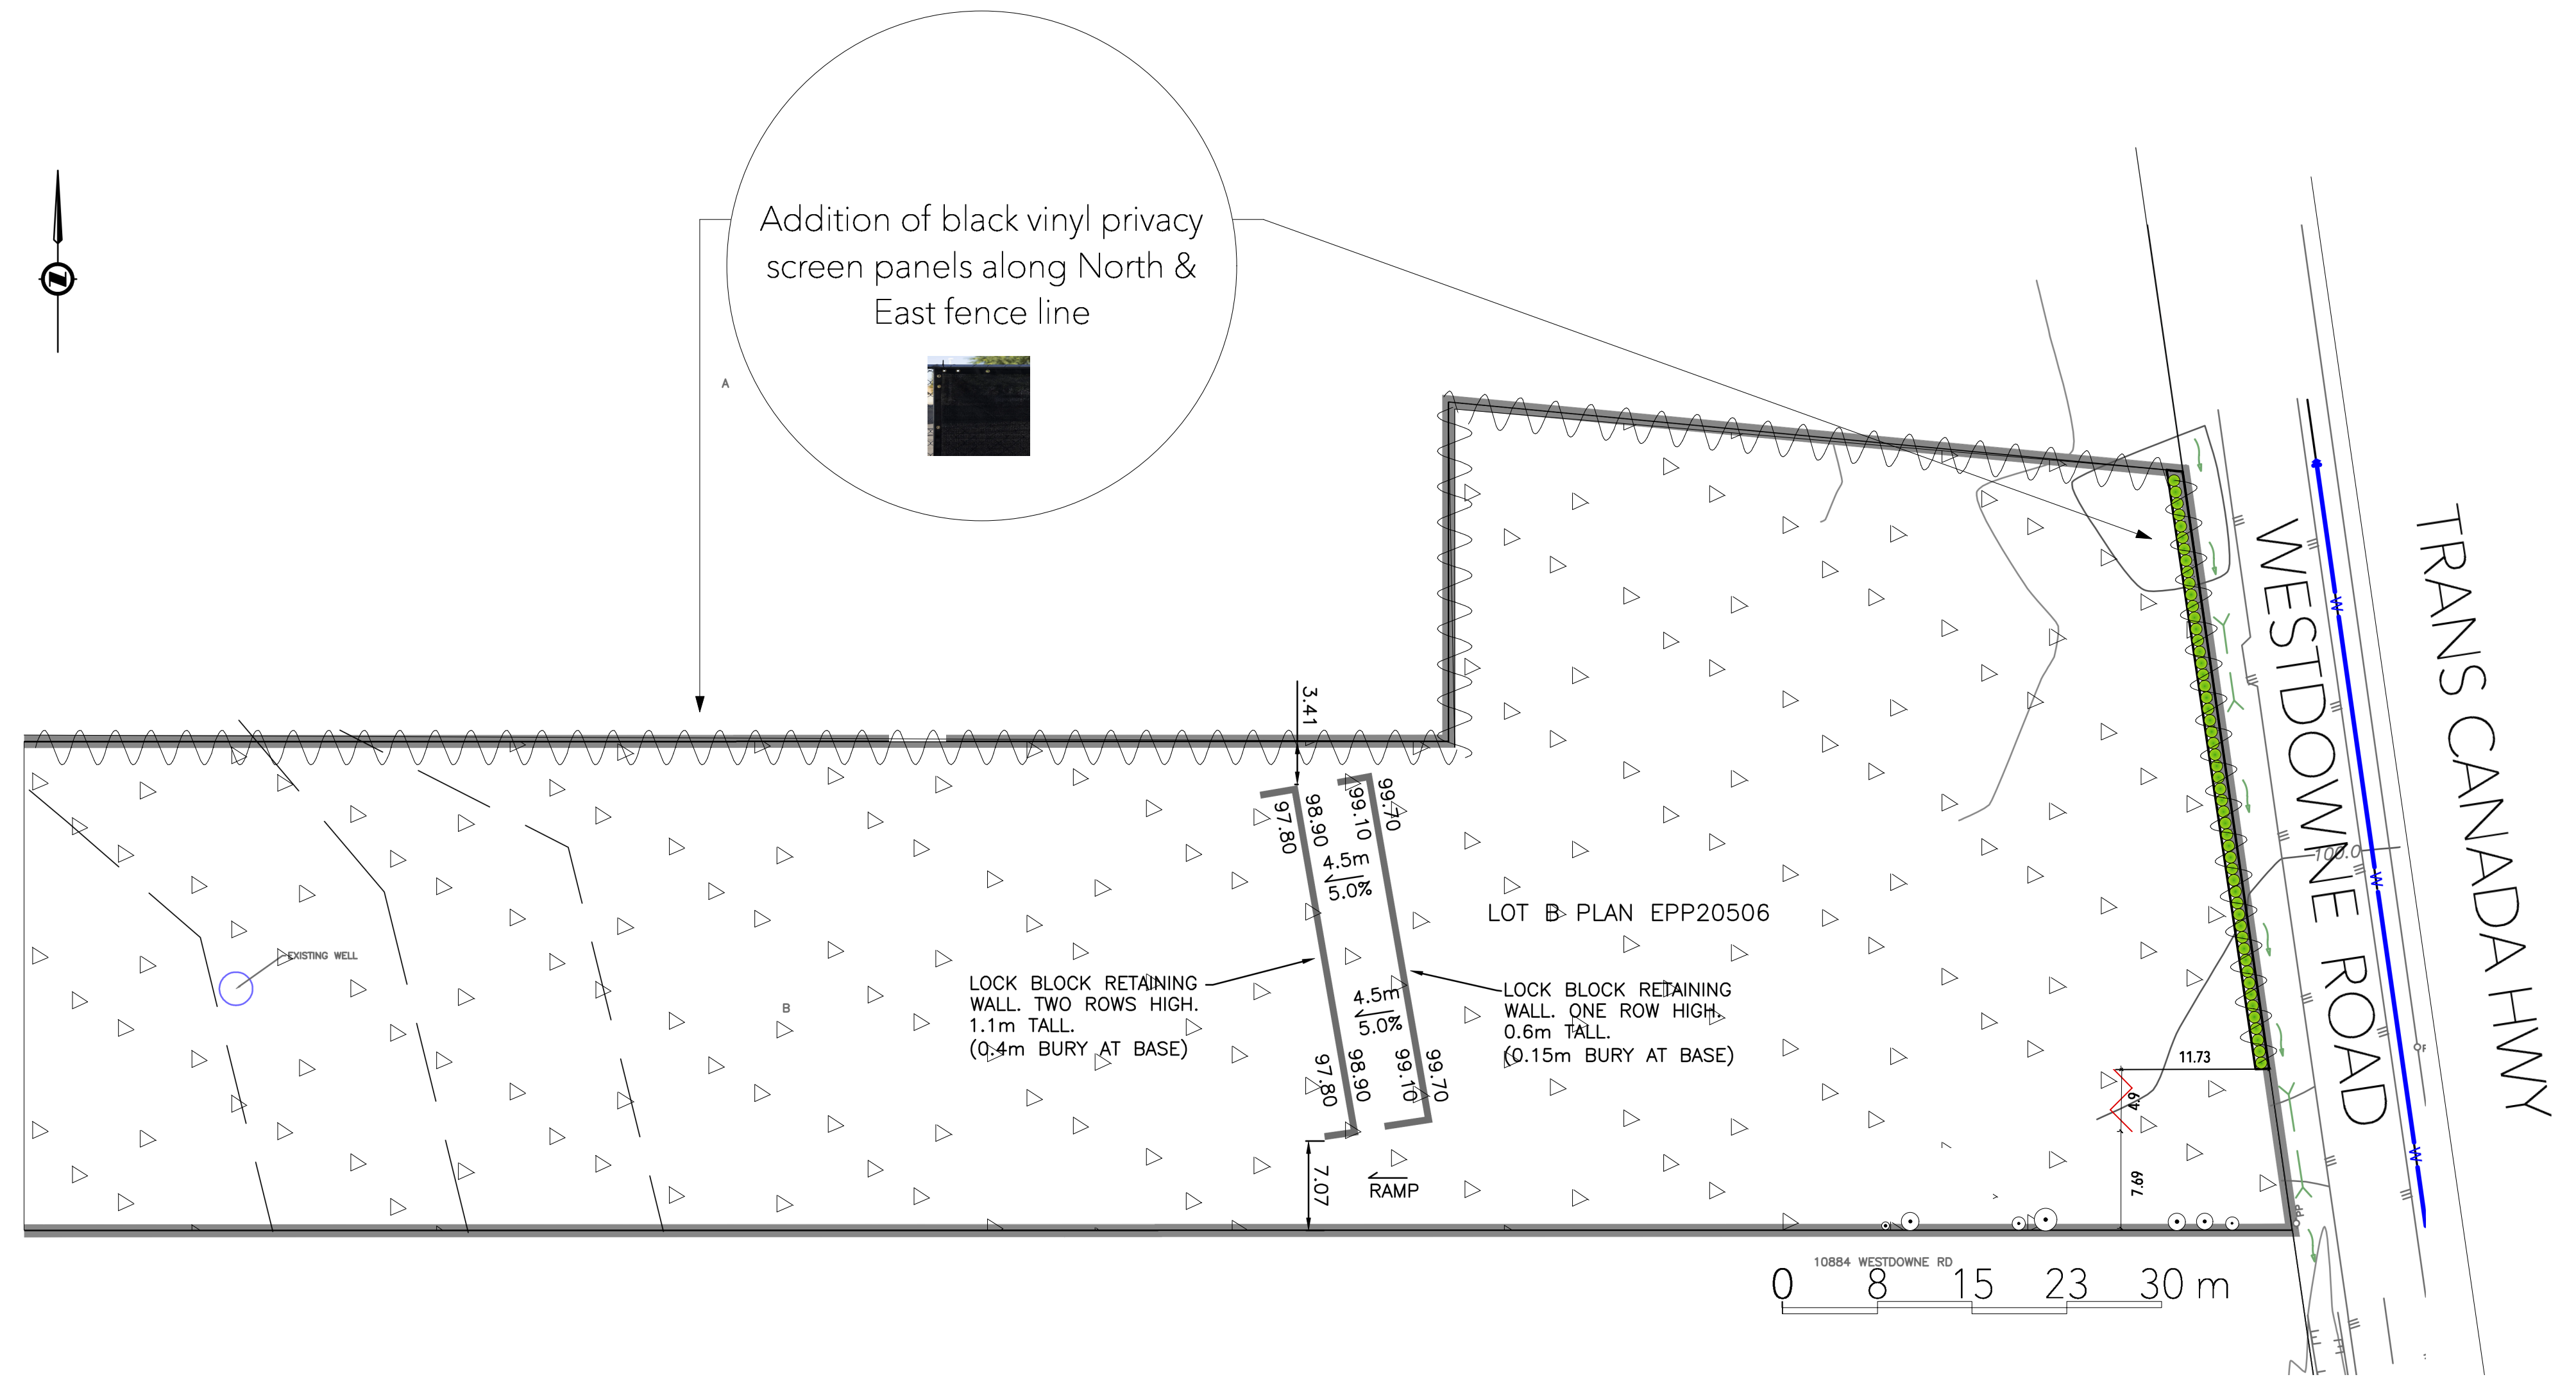 Addition of black vinyl privacy
screen panels along North &
East fence line
A
TRANS CANADA HWY
WESTDOWNE ROAD
W
W
W
100.0
3.41
97.80
98.90
99.10
99.70
4.5m
5.0%
4.5m
5.0%
97.80
98.90
99.10
99.70
LOT B PLAN EPP20506
EXISTING WELL
B
LOCK BLOCK RETAINING
WALL. TWO ROWS HIGH.
1.1m TALL.
(0.4m BURY AT BASE)
LOCK BLOCK RETAINING
WALL. ONE ROW HIGH.
0.6m TALL.
(0.15m BURY AT BASE)
11.73
4.9
7.69
7.07
RAMP
PP
10884 WESTDOWNE RD
0 8 15 23 30 m